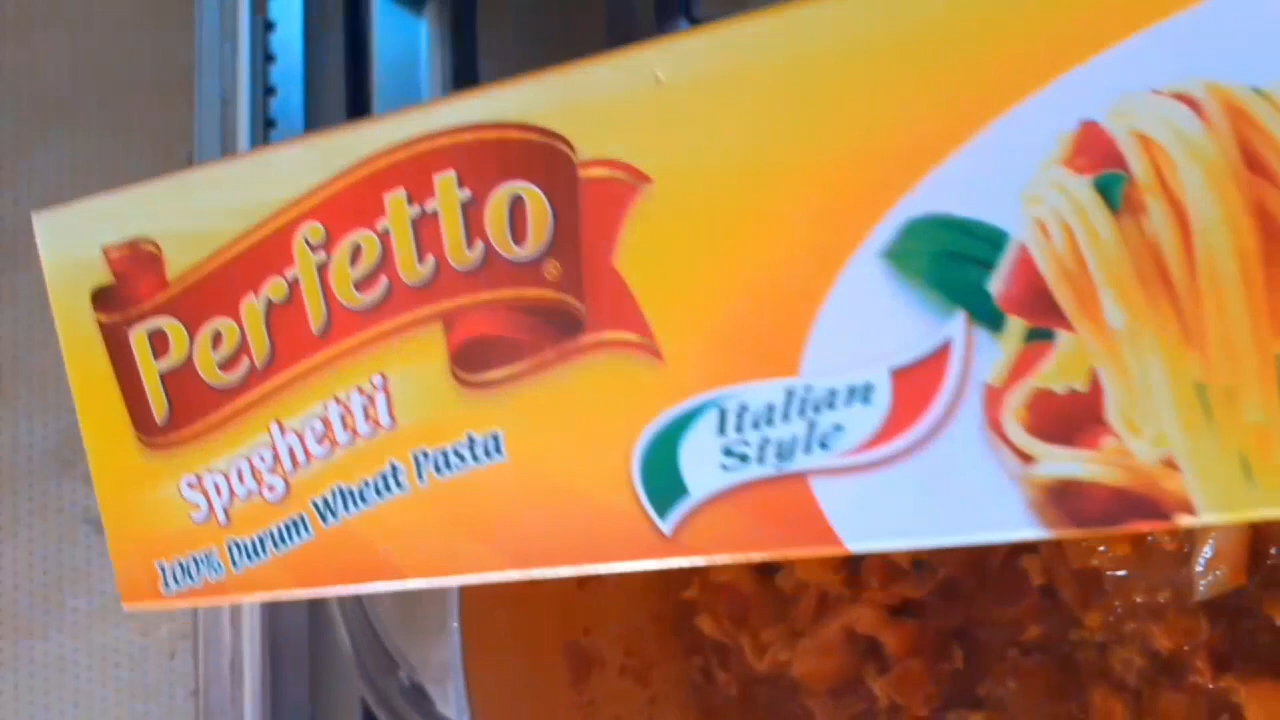 Perfetto
Spaghetti
100% Durum Wheat Pasta
Italian
Style